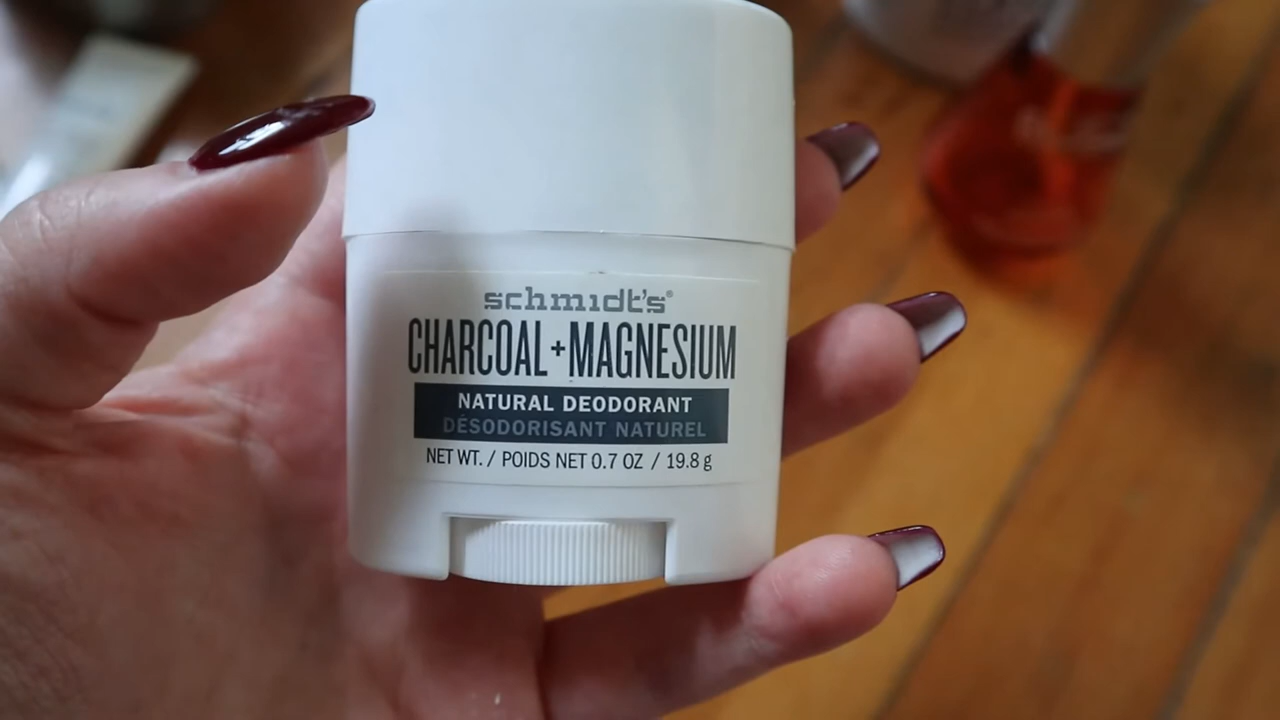 schmidt's®
CHARCOAL+MAGNESIUM
NATURAL DEODORANT
DÉSODORISANT NATUREL
NET WT. / POIDS NET 0.7 OZ / 19.8 g